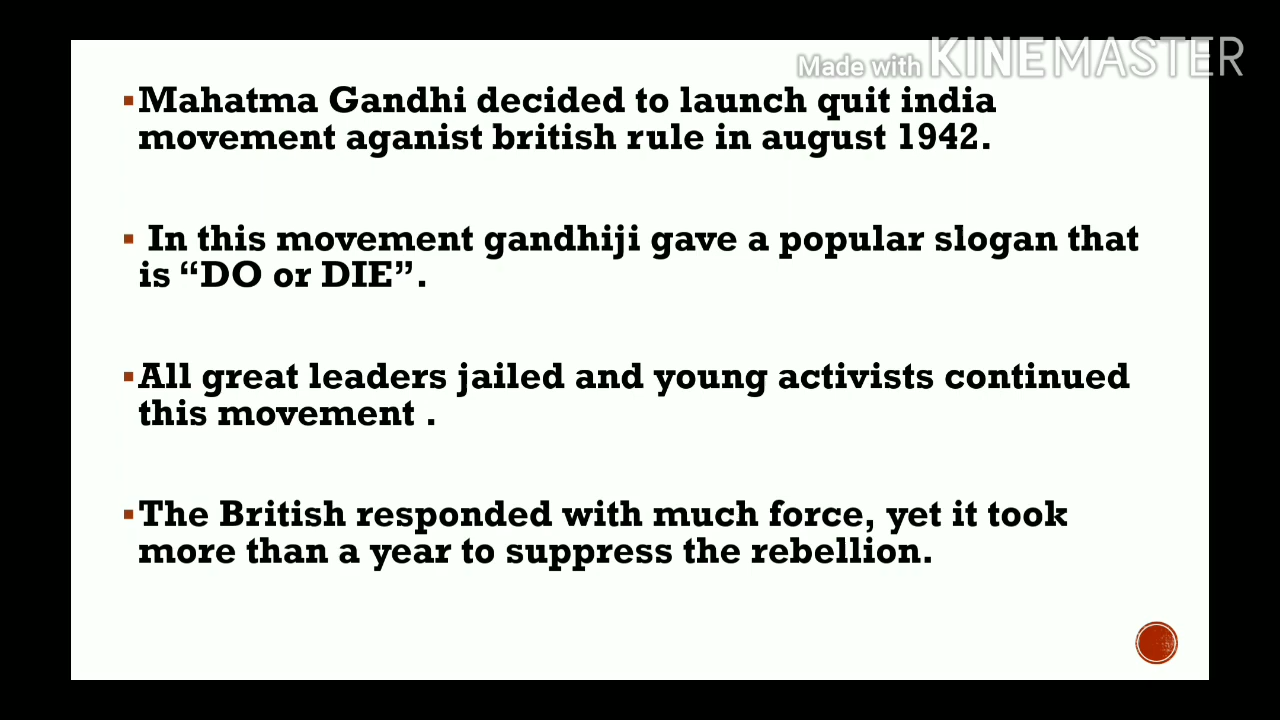 Made with KINEMASTER
▪Mahatma Gandhi decided to launch quit india
movement aganist british rule in august 1942.
▪ In this movement gandhiji gave a popular slogan that
is “DO or DIE”.
▪All great leaders jailed and young activists continued
this movement .
▪The British responded with much force, yet it took
more than a year to suppress the rebellion.